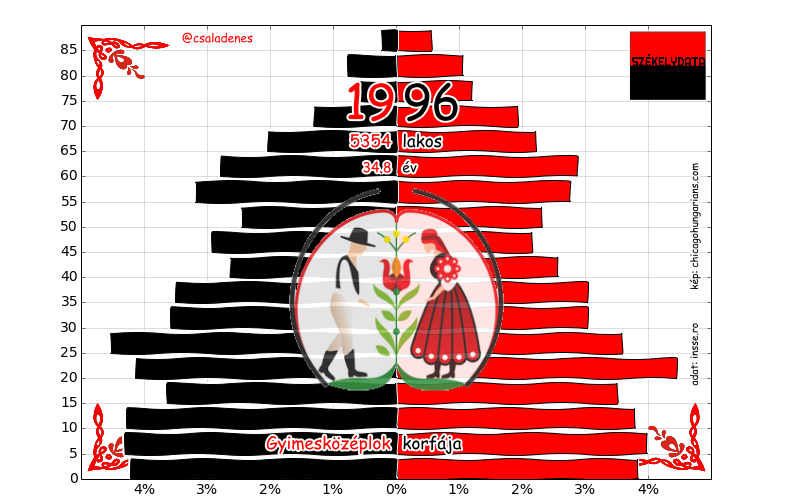 @csaladenes
SZÉKELYDATA
1996
5354 lakos
34.8 év
kép: chicagohungarians.com
adat: insse.ro
Gyimesközéplok korfája
85
80
75
70
65
60
55
50
45
40
35
30
25
20
15
10
5
0
4% 3% 2% 1% 0% 1% 2% 3% 4%